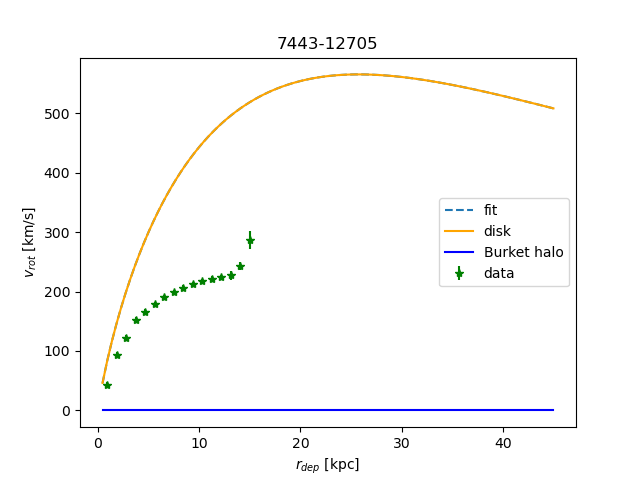 7443-12705
500
400
300
200
100
0
v_rot [km/s]
fit
disk
Burket halo
data
0
10
20
30
40
r_dep [kpc]